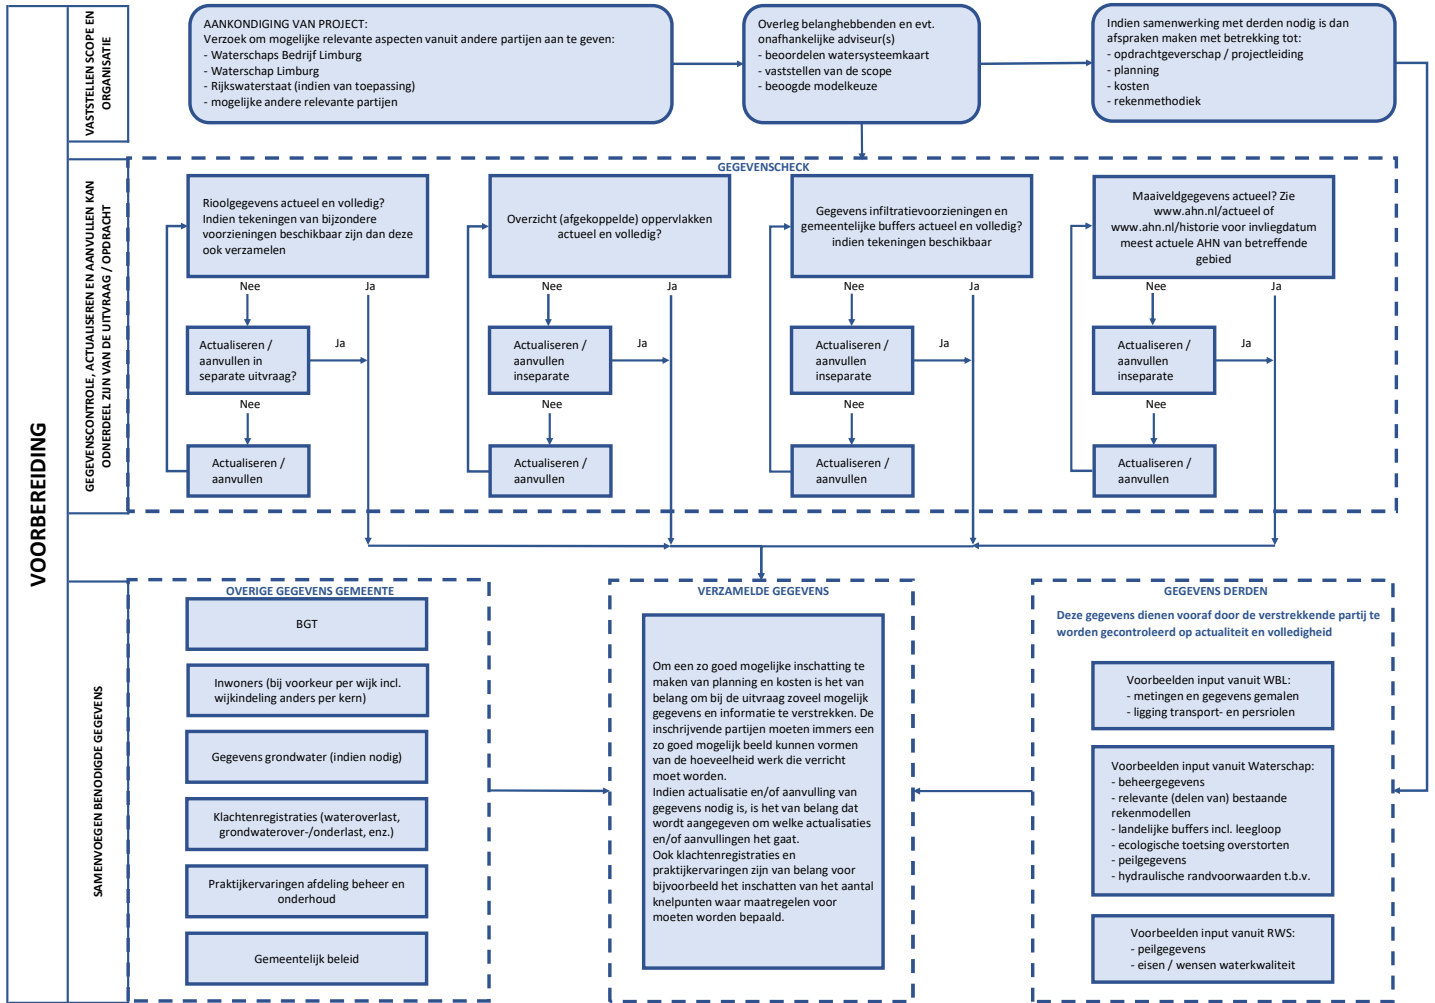 VOORBEREIDING
VASTSTELLEN SCOPE EN
ORGANISATIE
AANKONDIGING VAN PROJECT:
Verzoek om mogelijke relevante aspecten vanuit andere partijen aan te geven:
- Waterschaps Bedrijf Limburg
- Waterschap Limburg
- Rijkswaterstaat (indien van toepassing)
- mogelijke andere relevante partijen
Overleg belanghebbenden en evt.
onafhankelijke adviseur(s)
- beoordelen watersysteemkaart
- vaststellen van de scope
- beoogde modelkeuze
Indien samenwerking met derden nodig is dan
afspraken maken met betrekking tot:
- opdrachtgeverschap / projectleiding
- planning
- kosten
- rekenmethodiek
GEGEVENSCONTROLE, ACTUALISEREN EN AANVULLEN KAN
ODNERDEEL ZIJN VAN DE UITVRAAG / OPDRACHT
GEGEVENSCHECK
Rioolgegevens actueel en volledig?
Indien tekeningen van bijzondere
voorzieningen beschikbaar zijn dan deze
ook verzamelen
Nee
Ja
Actualiseren /
aanvullen in
separate uitvraag?
Ja
Nee
Actualiseren /
aanvullen
Overzicht (afgekoppelde) oppervlakken
actueel en volledig?
Nee
Ja
Actualiseren /
aanvullen
inseparate
Ja
Nee
Actualiseren /
aanvullen
Gegevens infiltratievoorzieningen en
gemeentelijke buffers actueel en volledig?
indien tekeningen beschikbaar
Nee
Ja
Actualiseren /
aanvullen
inseparate
Ja
Nee
Actualiseren /
aanvullen
Maaiveldgegevens actueel? Zie
www.ahn.nl/actueel of
www.ahn.nl/historie voor invliegdatum
meest actuele AHN van betreffende
gebied
Nee
Ja
Actualiseren /
aanvullen
inseparate
Ja
Nee
Actualiseren /
aanvullen
SAMENVOEGEN BENODIGDE GEGEVENS
OVERIGE GEGEVENS GEMEENTE
BGT
Inwoners (bij voorkeur per wijk incl.
wijkindeling anders per kern)
Gegevens grondwater (indien nodig)
Klachtenregistraties (wateroverlast,
grondwaterover-/onderlast, enz.)
Praktijkervaringen afdeling beheer en
onderhoud
Gemeentelijk beleid
VERZAMELDE GEGEVENS
Om een zo goed mogelijke inschatting te
maken van planning en kosten is het van
belang om bij de uitvraag zoveel mogelijk
gegevens en informatie te verstrekken. De
inschrijvende partijen moeten immers een
zo goed mogelijk beeld kunnen vormen
van de hoeveelheid werk die verricht
moet worden.
Indien actualisatie en/of aanvulling van
gegevens nodig is, is het van belang dat
wordt aangegeven om welke actualisaties
en/of aanvullingen het gaat.
Ook klachtenregistraties en
praktijkervaringen zijn van belang voor
bijvoorbeeld het inschatten van het aantal
knelpunten waar maatregelen voor
moeten worden bepaald.
GEGEVENS DERDEN
Deze gegevens dienen vooraf door de verstrekkende partij te
worden gecontroleerd op actualiteit en volledigheid
Voorbeelden input vanuit WBL:
- metingen en gegevens gemalen
- ligging transport- en persriolen
Voorbeelden input vanuit Waterschap:
- beheergegevens
- relevante (delen van) bestaande
rekenmodellen
- landelijke buffers incl. leegloop
- ecologische toetsing overstorten
- peilgegevens
- hydraulische randvoorwaarden t.b.v.
Voorbeelden input vanuit RWS:
- peilgegevens
- eisen / wensen waterkwaliteit